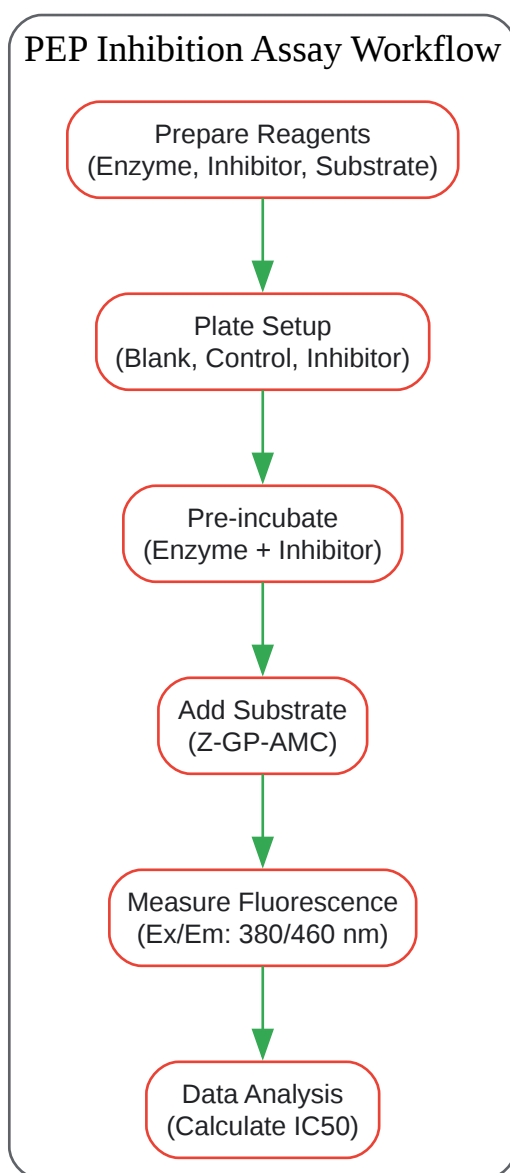 PEP Inhibition Assay Workflow
Prepare Reagents
(Enzyme, Inhibitor, Substrate)
Plate Setup
(Blank, Control, Inhibitor)
Pre-incubate
(Enzyme + Inhibitor)
Add Substrate
(Z-GP-AMC)
Measure Fluorescence
(Ex/Em: 380/460 nm)
Data Analysis
(Calculate IC50)